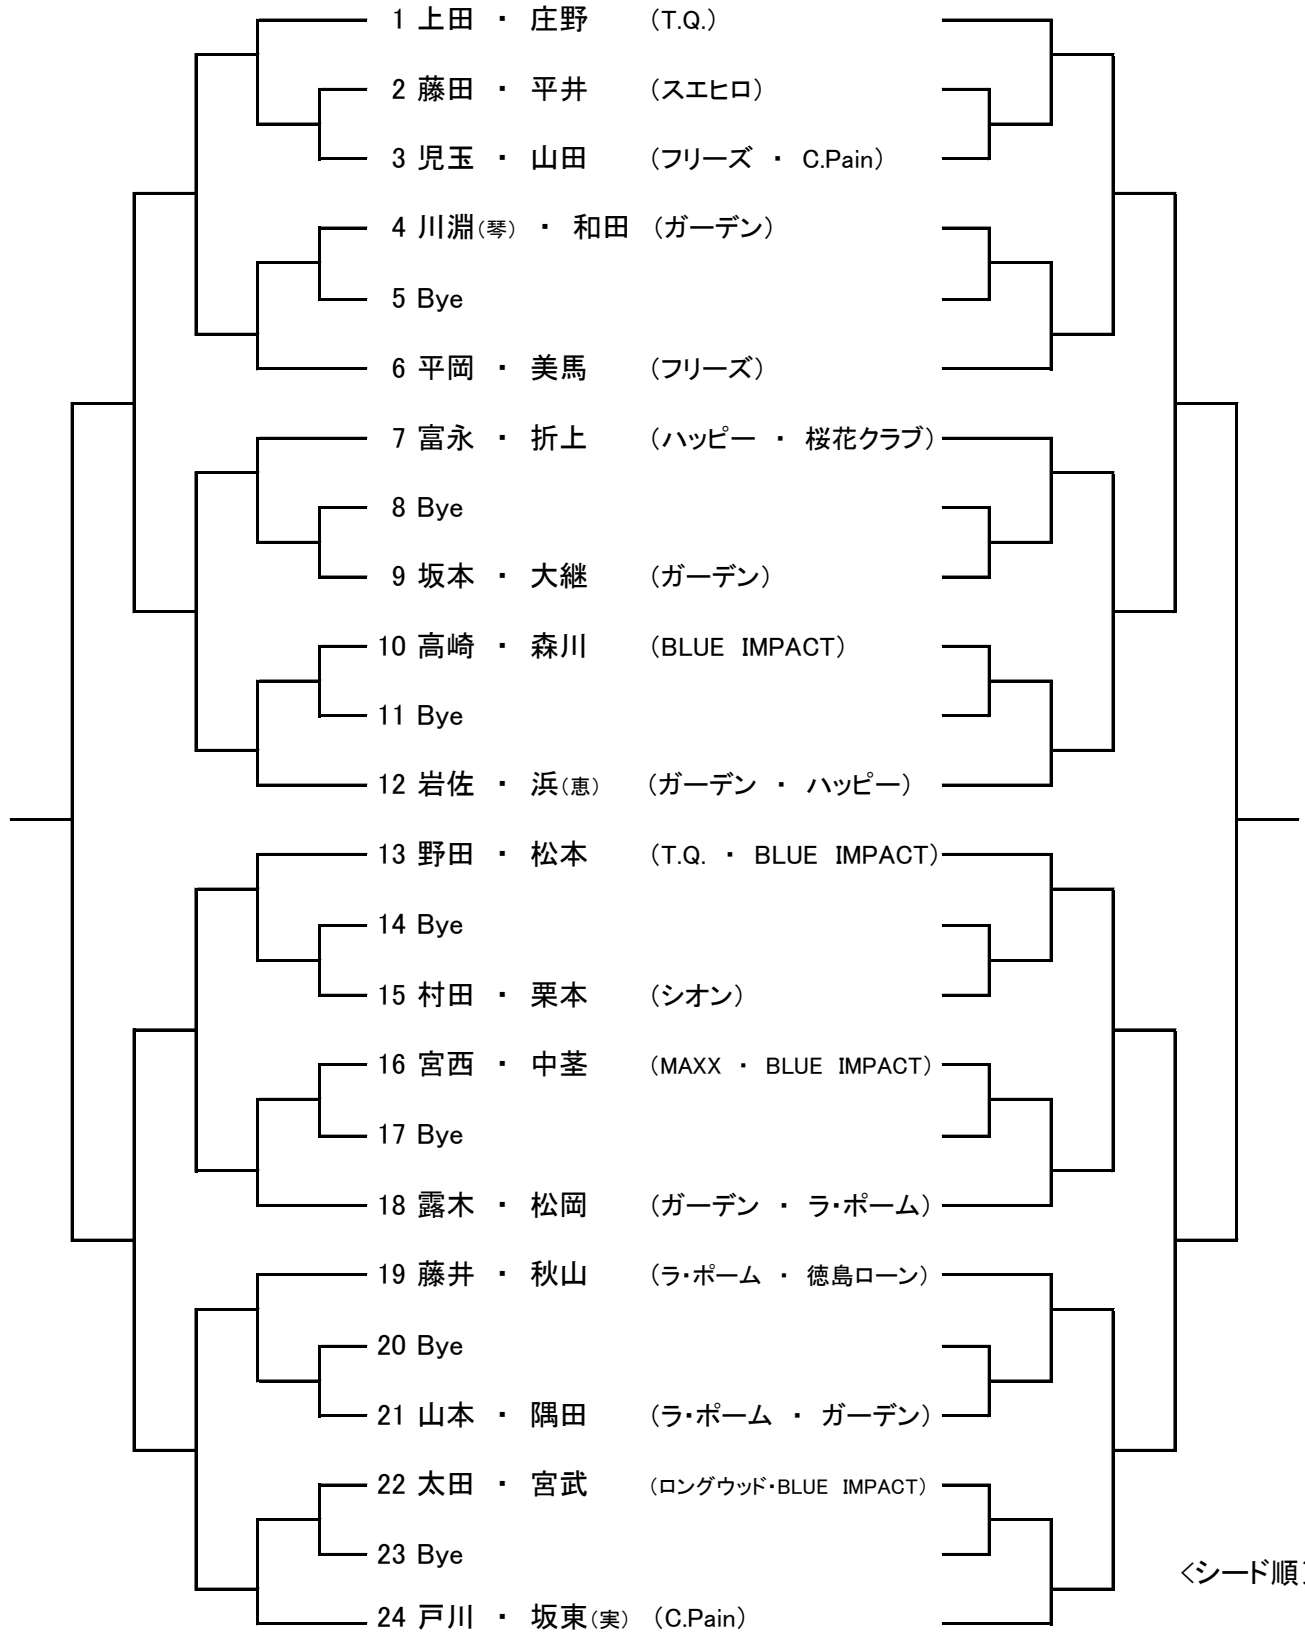 1 上田 ・ 庄野 (T.Q.)
2 藤田 ・ 平井 (スエヒロ)
3 児玉 ・ 山田 (フリーズ ・ C.Pain)
4 川淵(琴) ・ 和田 (ガーデン)
5 Bye
6 平岡 ・ 美馬 (フリーズ)
7 富永 ・ 折上 (ハッピー ・ 桜花クラブ)
8 Bye
9 坂本 ・ 大継 (ガーデン)
10 高崎 ・ 森川 (BLUE IMPACT)
11 Bye
12 岩佐 ・ 浜(恵) (ガーデン ・ ハッピー)
13 野田 ・ 松本 (T.Q. ・ BLUE IMPACT)
14 Bye
15 村田 ・ 栗本 (シオン)
16 宮西 ・ 中茎 (MAXX ・ BLUE IMPACT)
17 Bye
18 露木 ・ 松岡 (ガーデン ・ ラ・ポーム)
19 藤井 ・ 秋山 (ラ・ポーム ・ 徳島ローン)
20 Bye
21 山本 ・ 隅田 (ラ・ポーム ・ ガーデン)
22 太田 ・ 宮武 (ロングウッド・BLUE IMPACT)
23 Bye
<シード順
24 戸川 ・ 坂東(実) (C.Pain)